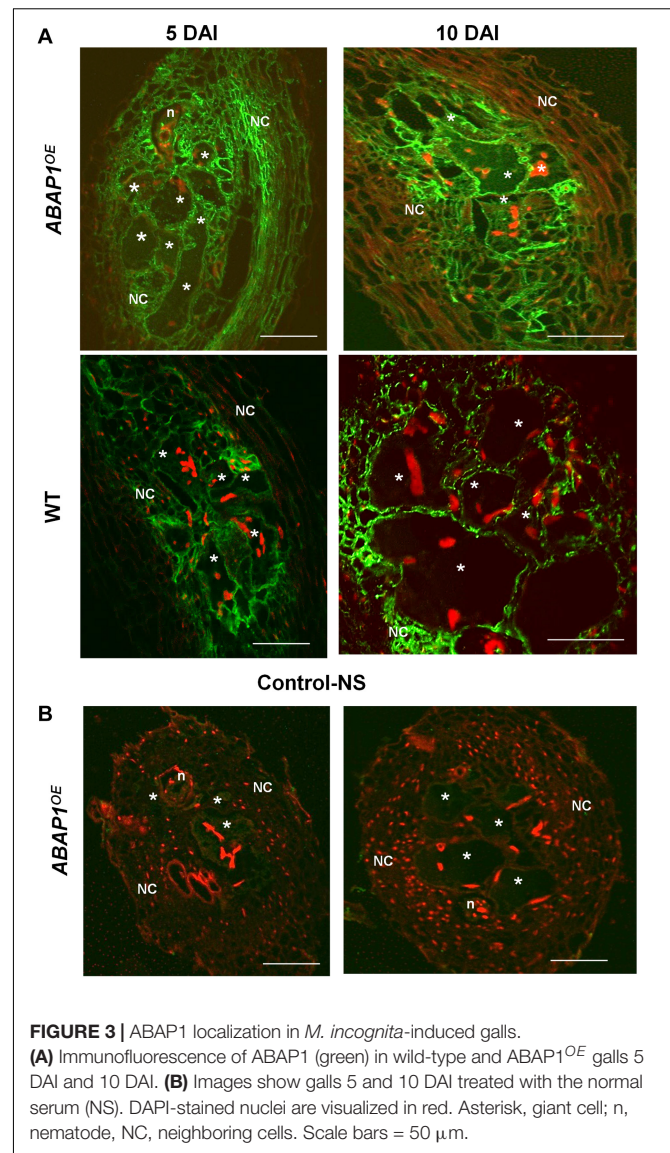 A
5 DAI
10 DAI
ABAP1OE
n
NC
*
*
*
*
*
*
*
*
NC
NC
*
*
*
*
NC
WT
NC
*
*
*
NC
*
*
*
*
*
*
*
NC
Control-NS
B
ABAP1OE
n
NC
*
*
*
NC
NC
*
*
*
*
NC
n
FIGURE 3 | ABAP1 localization in M. incognita-induced galls.
(A) Immunofluorescence of ABAP1 (green) in wild-type and ABAP1OE galls 5
DAI and 10 DAI. (B) Images show galls 5 and 10 DAI treated with the normal
serum (NS). DAPI-stained nuclei are visualized in red. Asterisk, giant cell; n,
nematode, NC, neighboring cells. Scale bars = 50 μm.